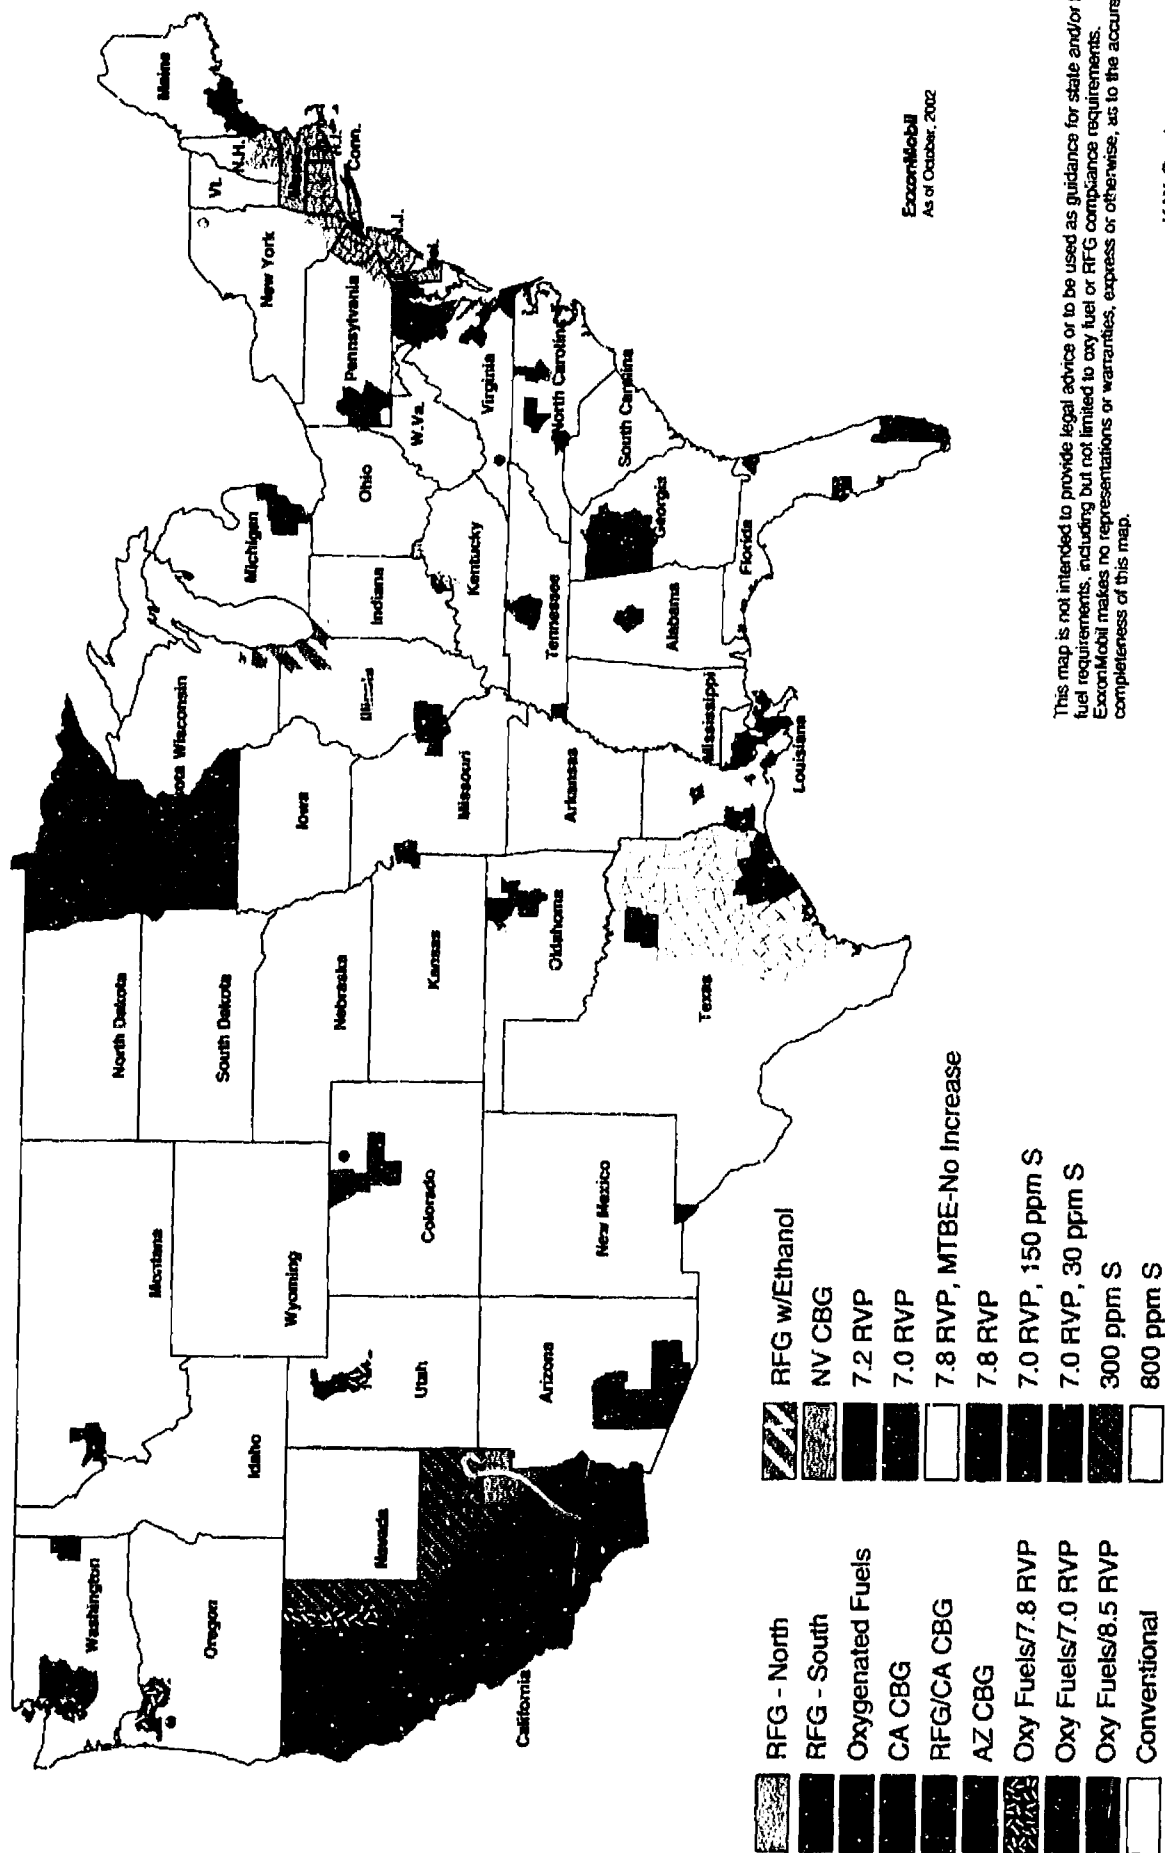 Maine
Vt.
N.H.
Mass.
R.I.
Conn.
New York
N.J.
Del.
Pennsylvania
Ohio
W.Va.
Virginia
North Carolina
South Carolina
Georgia
Florida
Michigan
Indiana
Kentucky
Tennessee
Alabama
Wisconsin
Illinois
Mississippi
Iowa
Missouri
Arkansas
Louisiana
North Dakota
South Dakota
Nebraska
Kansas
Oklahoma
Texas
Montana
Wyoming
Colorado
New Mexico
Idaho
Utah
Arizona
Washington
Oregon
Nevada
California
ExxonMobil
As of October, 2002
RFG - North
RFG - South
Oxygenated Fuels
CA CBG
RFG/CA CBG
AZ CBG
Oxy Fuels/7.8 RVP
Oxy Fuels/7.0 RVP
Oxy Fuels/8.5 RVP
Conventional
RFG w/Ethanol
NV CBG
7.2 RVP
7.0 RVP
7.8 RVP, MTBE-No Increase
7.8 RVP
7.0 RVP, 150 ppm S
7.0 RVP, 30 ppm S
300 ppm S
800 ppm S
This map is not intended to provide legal advice or to be used as guidance for state and/or
fuel requirements, including but not limited to oxy fuel or RFG compliance requirements.
ExxonMobil makes no representations or warranties, express or otherwise, as to the
completeness of this map.